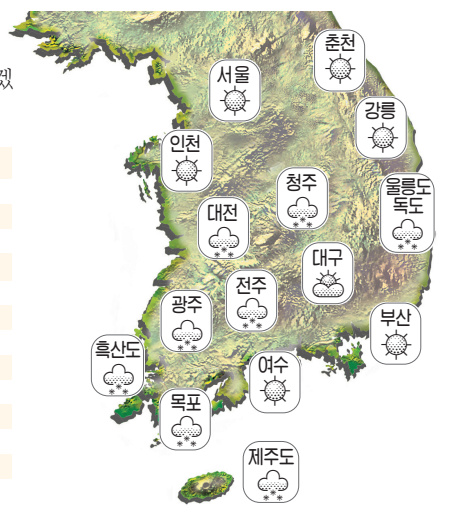 춘천
서울
겠
강릉
인천
청주
울릉도
독도
대전
대구
전주
광주
부산
흑산도
여수
목포
제주도